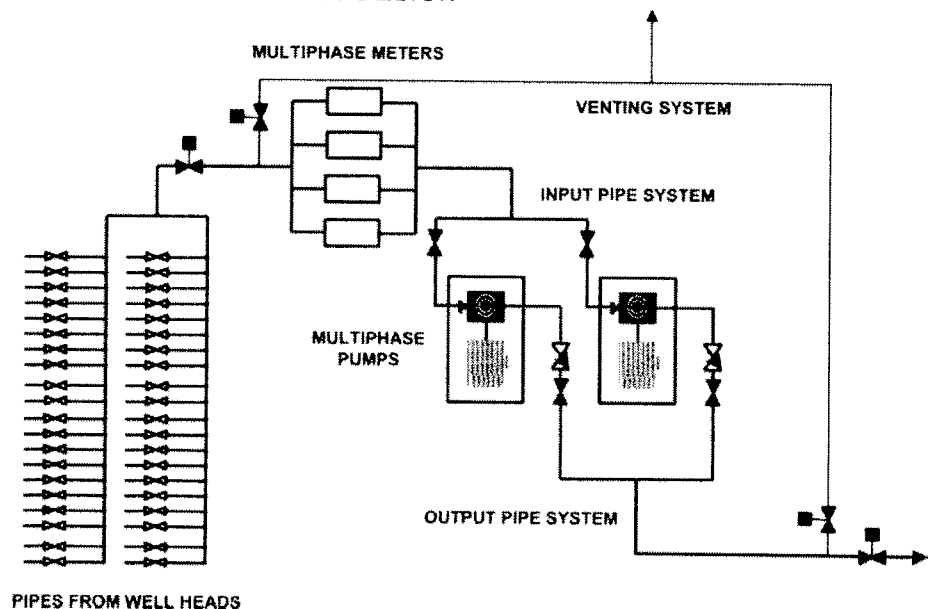 MULTIPHASE METERS
VENTING SYSTEM
INPUT PIPE SYSTEM
MULTIPHASE
PUMPS
OUTPUT PIPE SYSTEM
PIPES FROM WELL HEADS